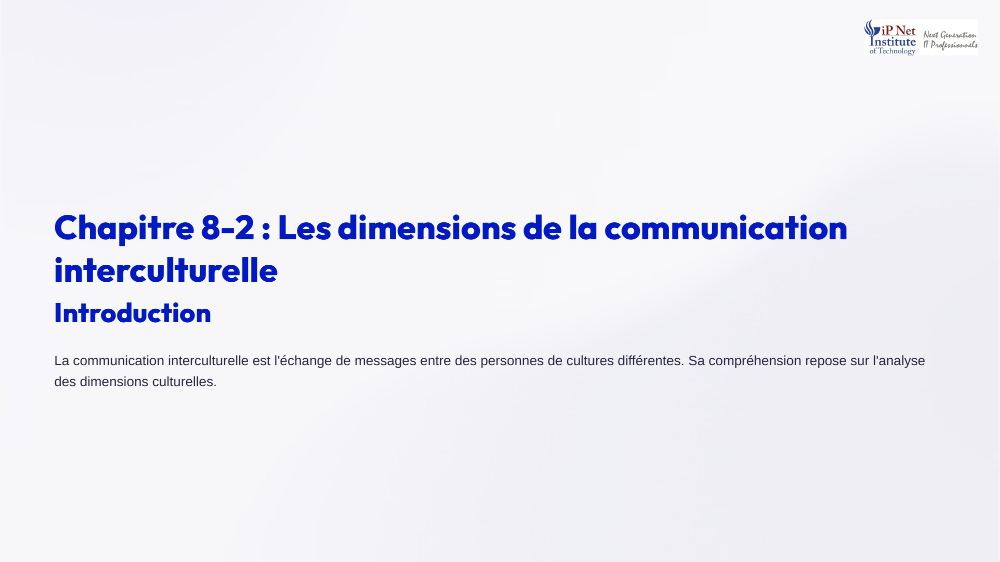 iP Net
Institute
of Technology
Next Generation
IT Professionnels
Chapitre 8-2 : Les dimensions de la communication
interculturelle
Introduction
La communication interculturelle est l'échange de messages entre des personnes de cultures différentes. Sa compréhension repose sur l'analyse
des dimensions culturelles.